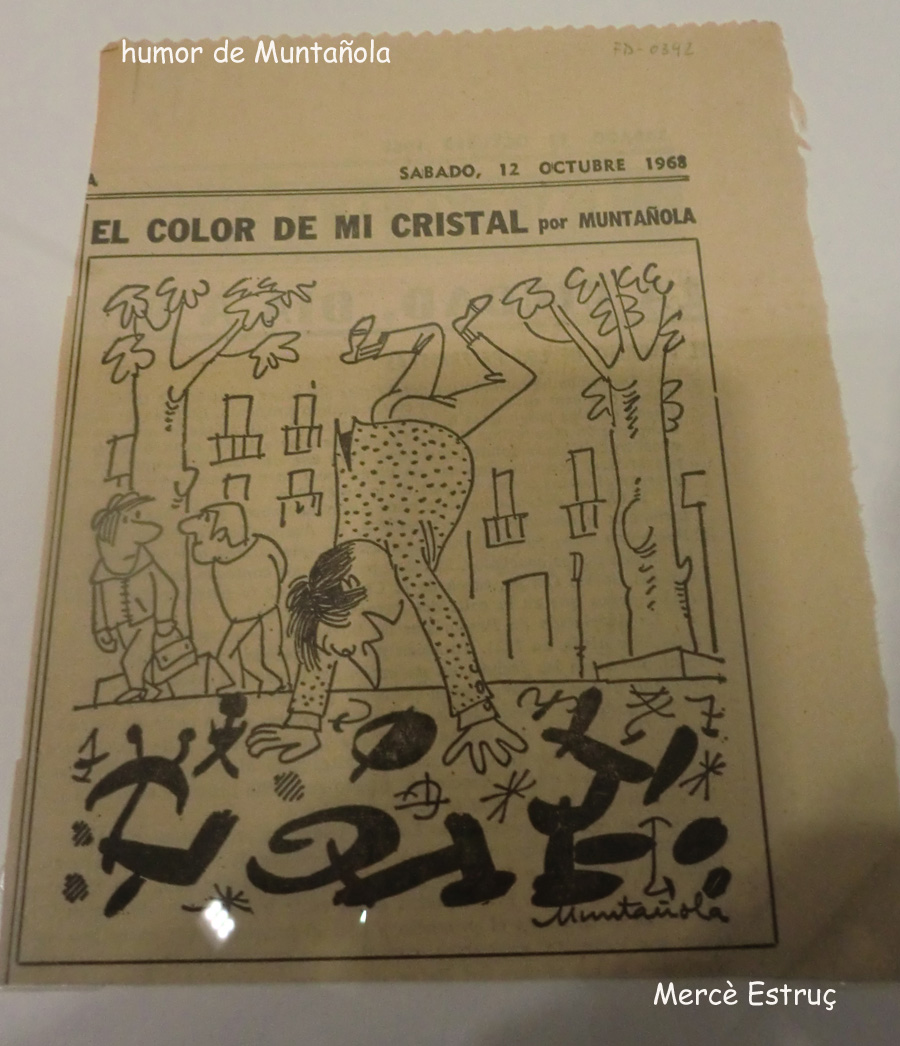 humor de Muntañola
FD-0392
A
SABADO, 12 OCTUBRE 1968
EL COLOR DE MI CRISTAL por MUNTAÑOLA
Muntañola
Mercè Estruç